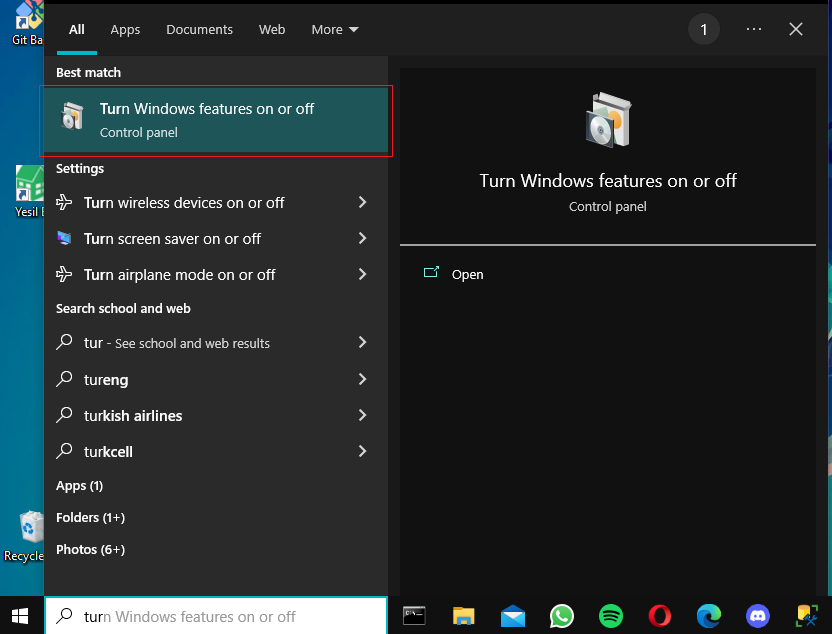 Git Ba
All
Apps
Documents
Web
More
1
Best match
Turn Windows features on or off
Control panel
Settings
Turn wireless devices on or off
Turn screen saver on or off
Turn airplane mode on or off
Search school and web
tur - See school and web results
tureng
turkish airlines
turkcell
Apps (1)
Folders (1+)
Photos (6+)
Turn Windows features on or off
Control panel
Open
Yesil
Recycle
turn Windows features on or off